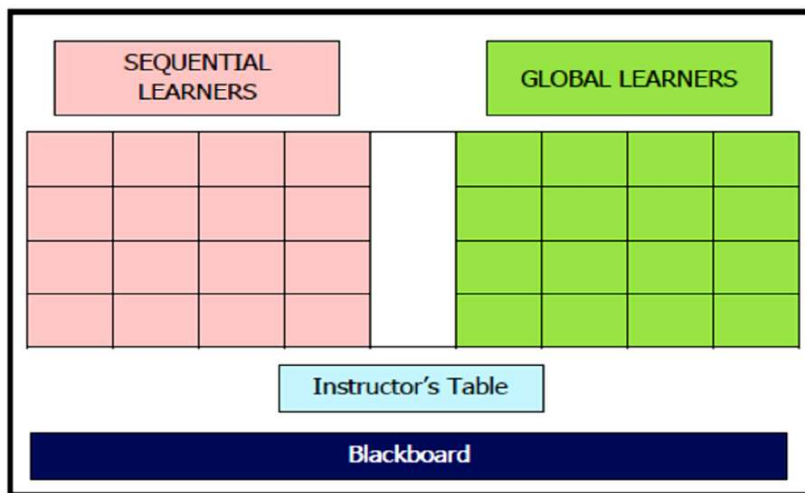 SEQUENTIAL
LEARNERS
GLOBAL LEARNERS
Instructor's Table
Blackboard